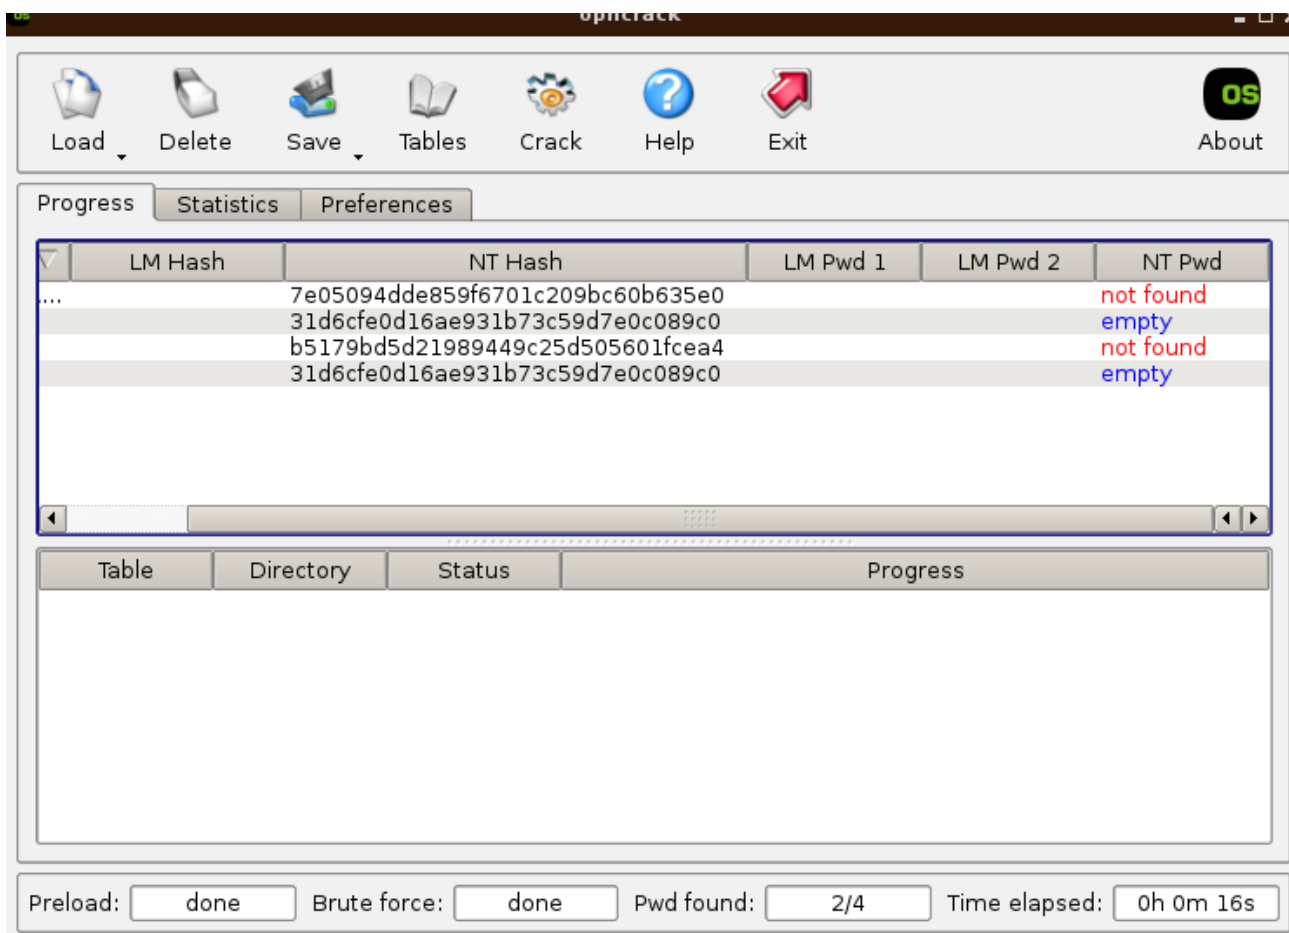 os ophcrack
Load Delete Save Tables Crack Help Exit About
OS
Progress Statistics Preferences
LM Hash NT Hash LM Pwd 1 LM Pwd 2 NT Pwd
.... 7e05094dde859f6701c209bc60b635e0 not found
31d6cfe0d16ae931b73c59d7e0c089c0 empty
b5179bd5d21989449c25d505601fcea4 not found
31d6cfe0d16ae931b73c59d7e0c089c0 empty
Table Directory Status Progress
Preload: done Brute force: done Pwd found: 2/4 Time elapsed: 0h 0m 16s